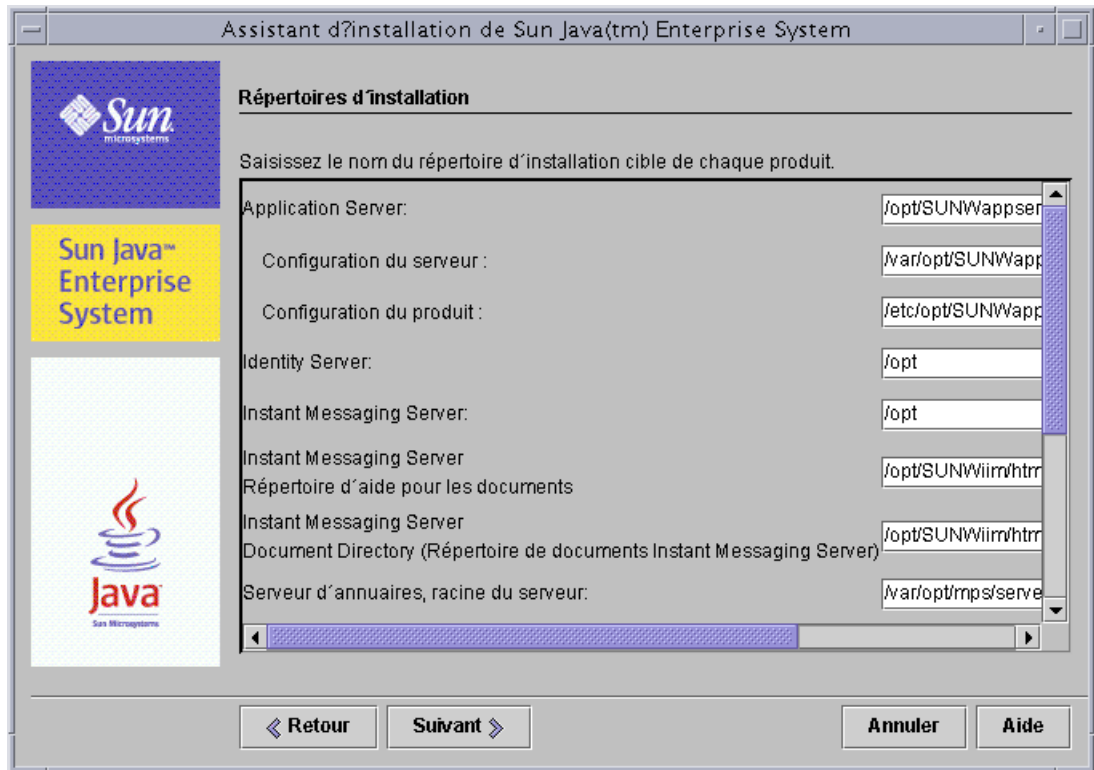 Assistant d?installation de Sun Java(tm) Enterprise System
Sun
microsystems
Sun Java™
Enterprise
System
Java
Sun Microsystems
Répertoires d´installation
Saisissez le nom du répertoire d´installation cible de chaque produit.
Application Server:
/opt/SUNWappser
Configuration du serveur :
/var/opt/SUNWapp
Configuration du produit :
/etc/opt/SUNWapp
Identity Server:
/opt
Instant Messaging Server:
/opt
Instant Messaging Server
Répertoire d´aide pour les documents
/opt/SUNWiim/htm
Instant Messaging Server
Document Directory (Répertoire de documents Instant Messaging Server)
/opt/SUNWiim/htm
Serveur d´annuaires, racine du serveur:
/var/opt/mps/serve
Retour
Suivant
Annuler
Aide